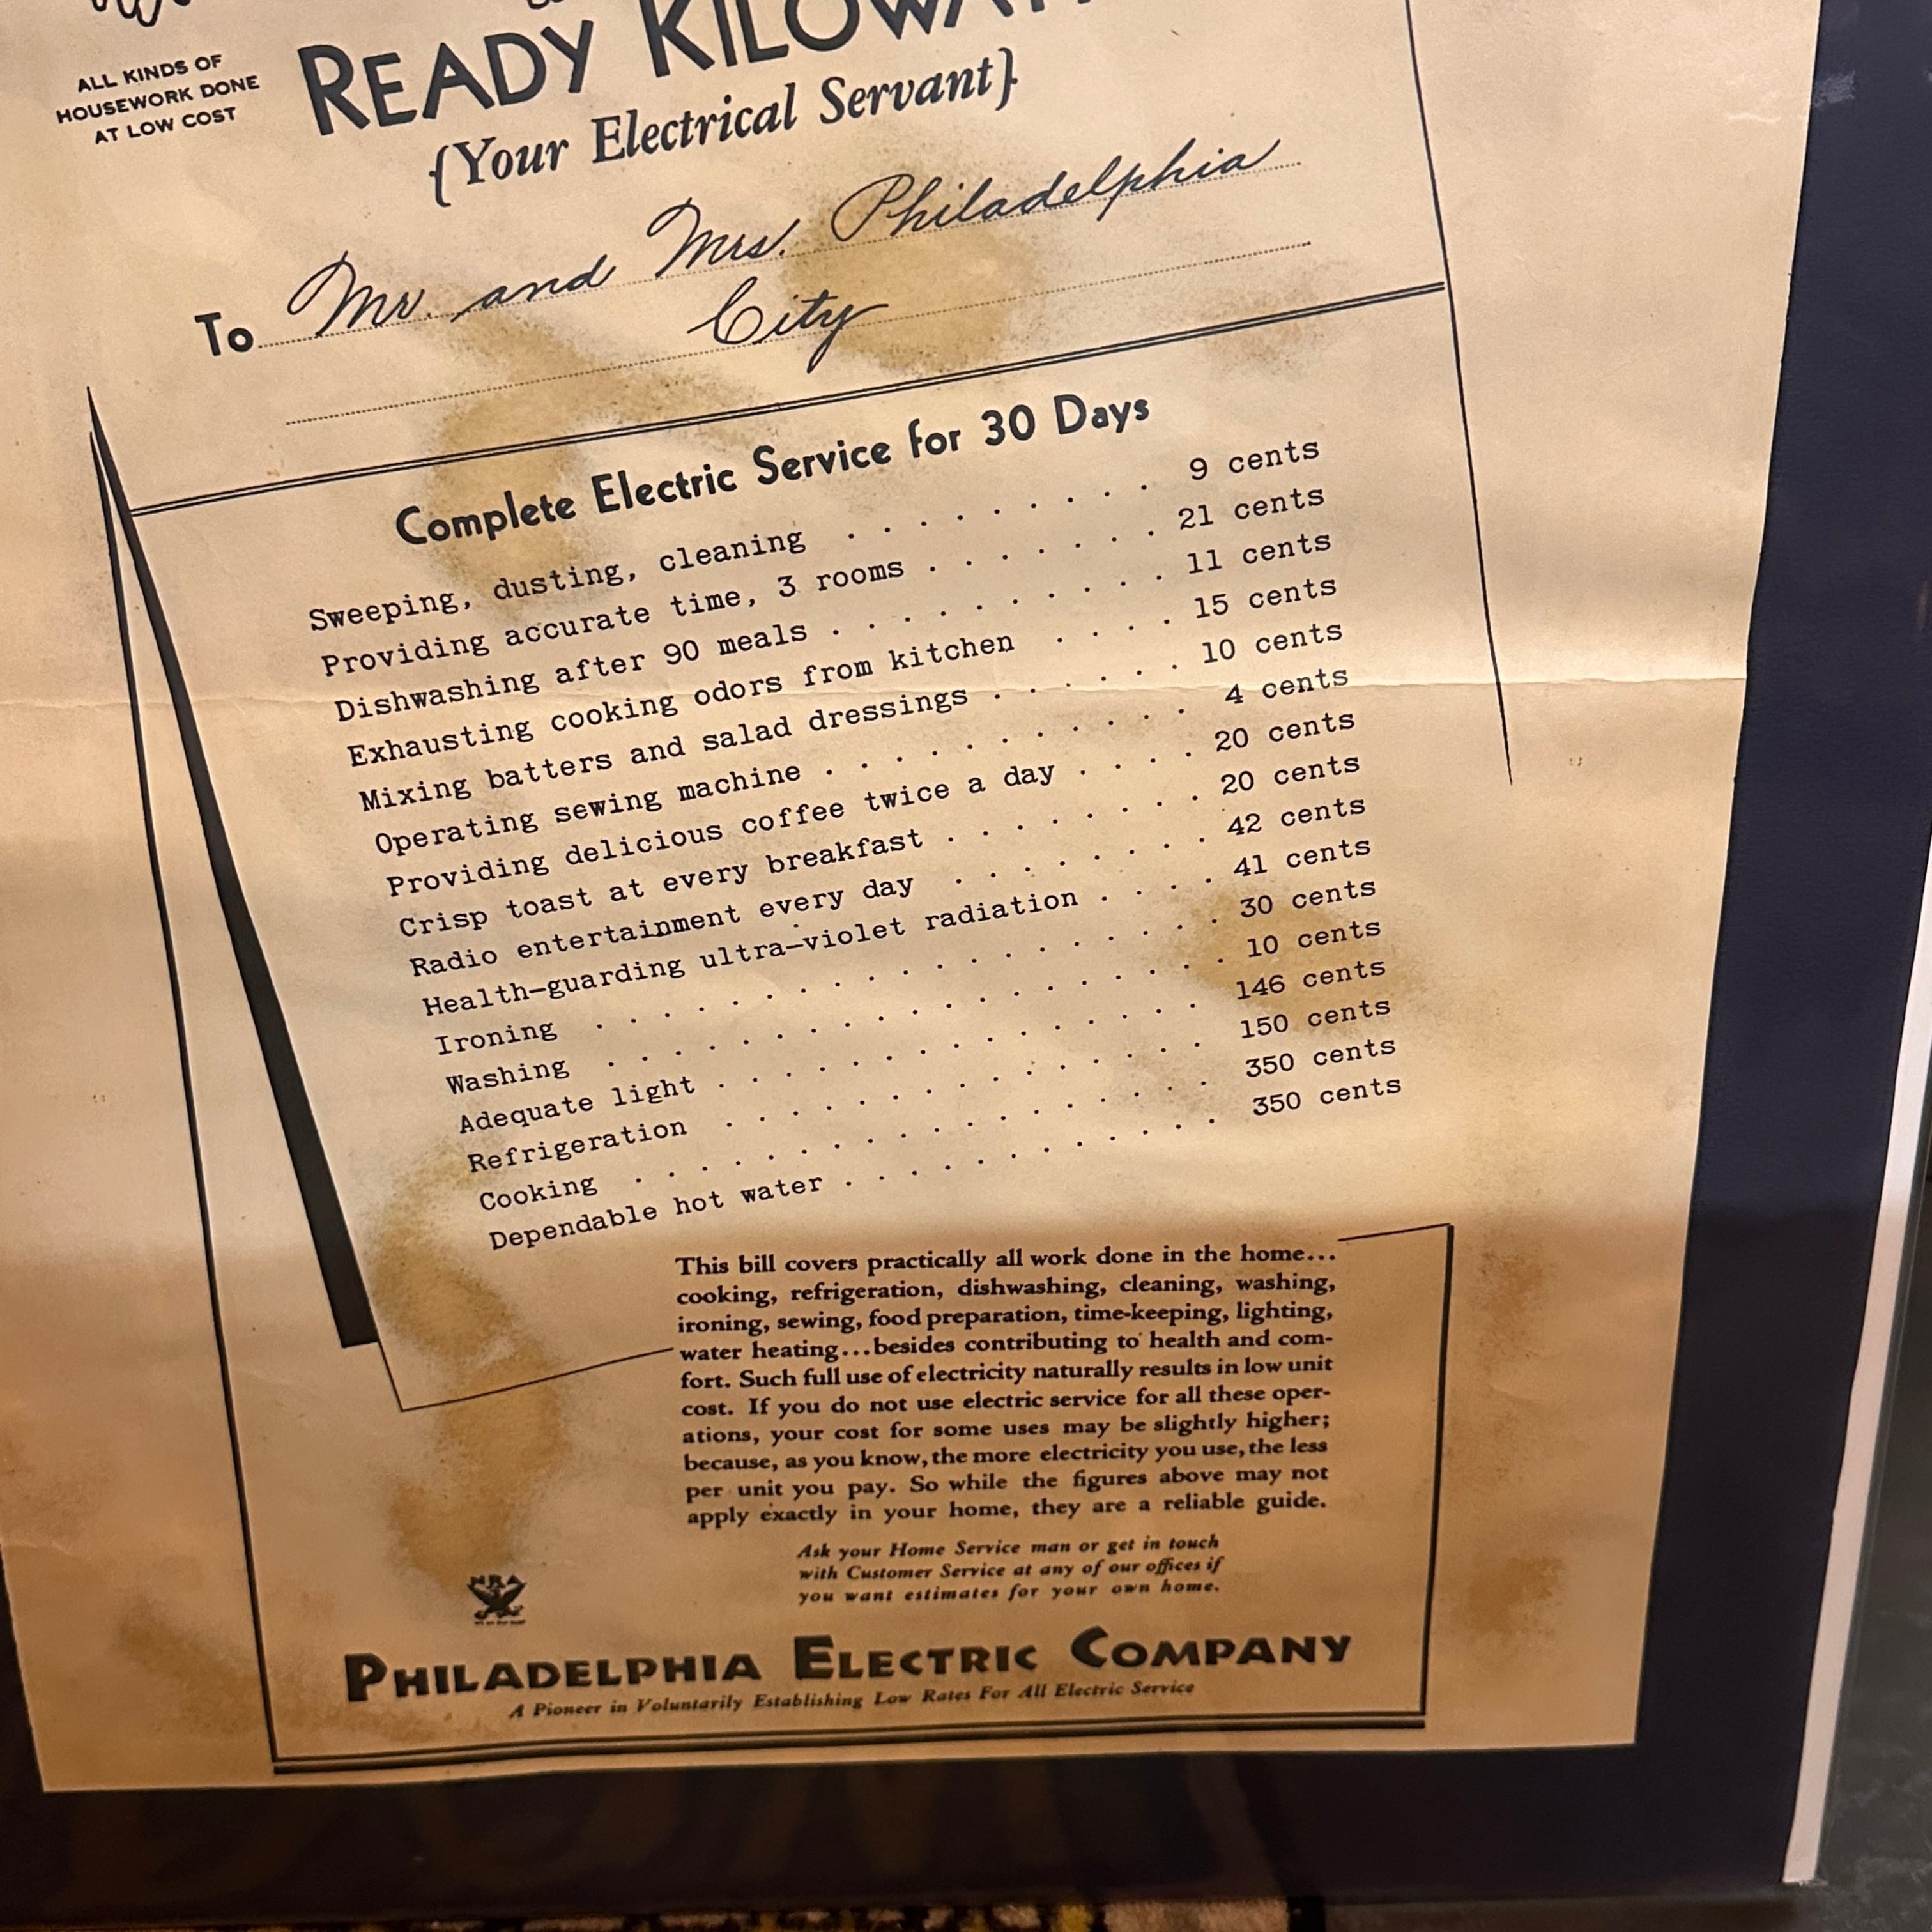 ALL KINDS OF
HOUSEWORK DONE
AT LOW COST
READY
{Your Electrical Servant}
To Mr. and Mrs. Philadelphia
City
Complete Electric Service for 30 Days
Sweeping, dusting, cleaning . . . . . . . . . 9 cents
Providing accurate time, 3 rooms . . . . . . . 21 cents
Dishwashing after 90 meals . . . . . . . . . . 11 cents
Exhausting cooking odors from kitchen . . . . 15 cents
Mixing batters and salad dressings . . . . . . 10 cents
Operating sewing machine . . . . . . . . . . . 4 cents
Providing delicious coffee twice a day . . . . 20 cents
Crisp toast at every breakfast . . . . . . . . 20 cents
Radio entertainment every day . . . . . . . . 42 cents
Health-guarding ultra-violet radiation . . . . 41 cents
Ironing . . . . . . . . . . . . . . . . . . . 30 cents
Washing . . . . . . . . . . . . . . . . . . . 10 cents
Adequate light . . . . . . . . . . . . . . . 146 cents
Refrigeration . . . . . . . . . . . . . . . 150 cents
Cooking . . . . . . . . . . . . . . . . . . 350 cents
Dependable hot water . . . . . . . . . . . . 350 cents
This bill covers practically all work done in the home...
cooking, refrigeration, dishwashing, cleaning, washing,
ironing, sewing, food preparation, time-keeping, lighting,
water heating...besides contributing to health and com-
fort. Such full use of electricity naturally results in low unit
cost. If you do not use electric service for all these oper-
ations, your cost for some uses may be slightly higher;
because, as you know, the more electricity you use, the less
per unit you pay. So while the figures above may not
apply exactly in your home, they are a reliable guide.
Ask your Home Service man or get in touch
with Customer Service at any of our offices if
you want estimates for your own home.
NRA
PHILADELPHIA ELECTRIC COMPANY
A Pioneer in Voluntarily Establishing Low Rates For All Electric Service